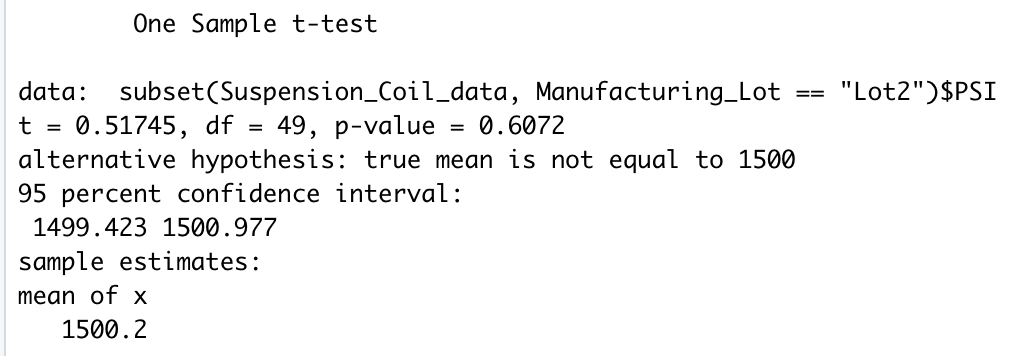 One Sample t-test
data:  subset(Suspension_Coil_data, Manufacturing_Lot == "Lot2")$PSI
t = 0.51745, df = 49, p-value = 0.6072
alternative hypothesis: true mean is not equal to 1500
95 percent confidence interval:
1499.423 1500.977
sample estimates:
mean of x
1500.2